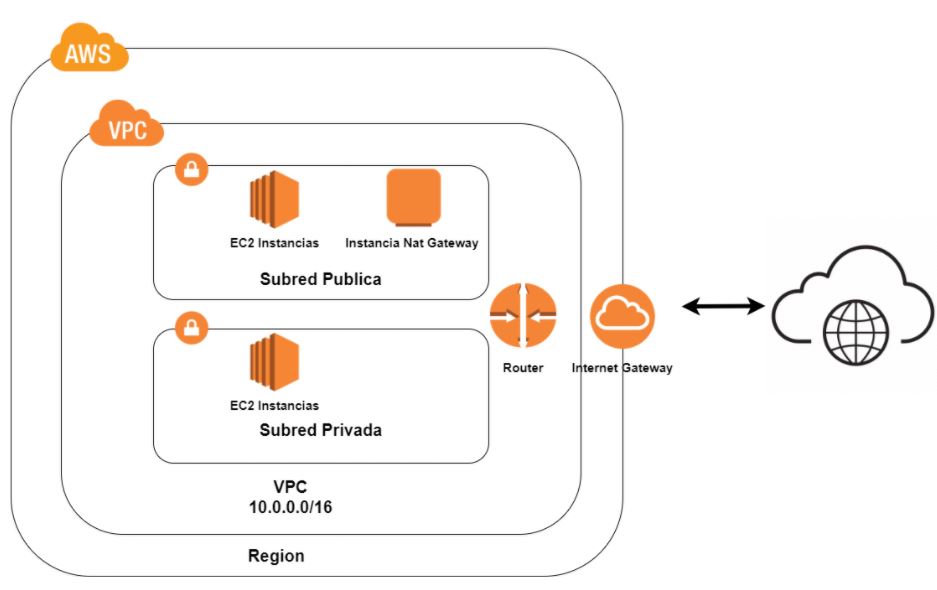 AWS
VPC
EC2 Instancias
Instancia Nat Gateway
Subred Publica
Router
Internet Gateway
EC2 Instancias
Subred Privada
VPC
10.0.0.0/16
Region